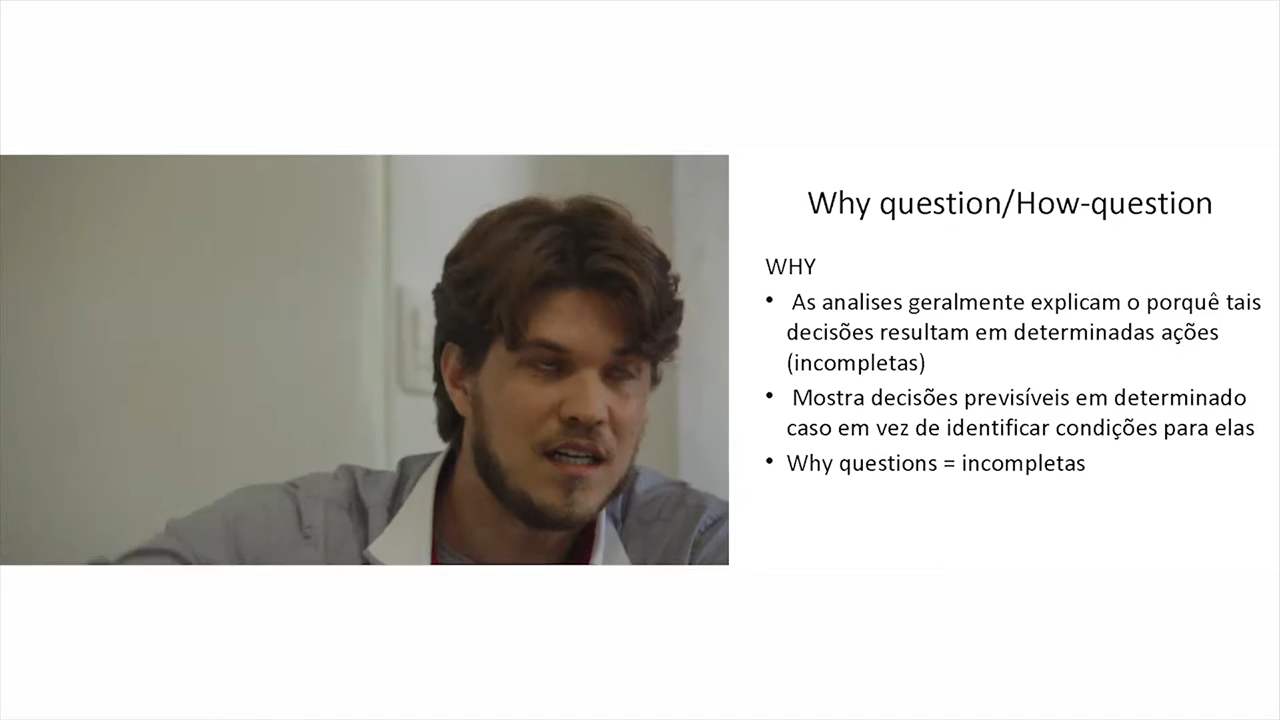 Why question/How-question
WHY
• As analises geralmente explicam o porquê tais
decisões resultam em determinadas ações
(incompletas)
• Mostra decisões previsíveis em determinado
caso em vez de identificar condições para elas
• Why questions = incompletas